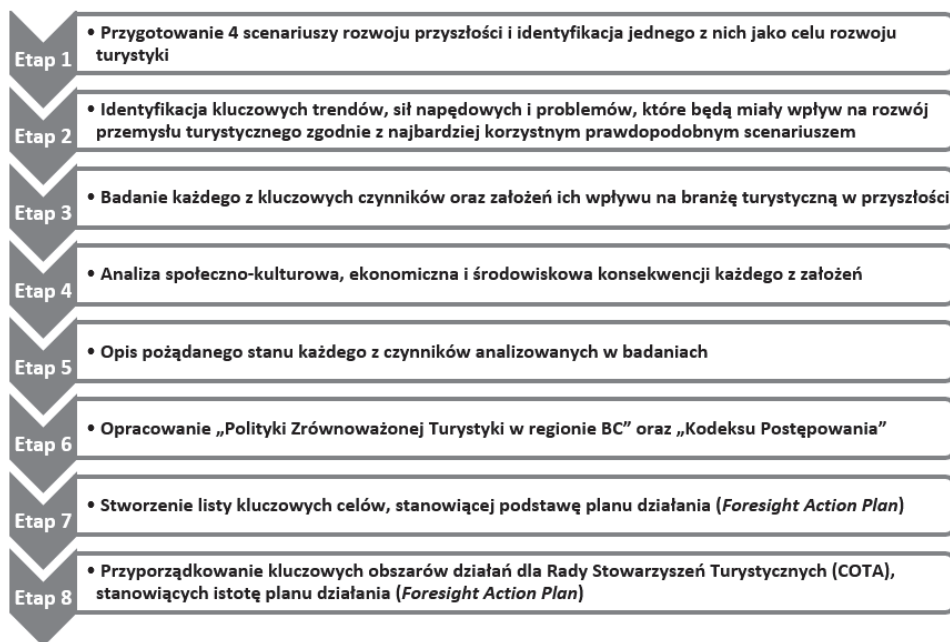 Etap 1
• Przygotowanie 4 scenariuszy rozwoju przyszłości i identyfikacja jednego z nich jako celu rozwoju
turystyki
Etap 2
• Identyfikacja kluczowych trendów, sił napędowych i problemów, które będą miały wpływ na rozwój
przemysłu turystycznego zgodnie z najbardziej korzystnym prawdopodobnym scenariuszem
Etap 3
• Badanie każdego z kluczowych czynników oraz założeń ich wpływu na branżę turystyczną w przyszłości
Etap 4
• Analiza społeczno-kulturowa, ekonomiczna i środowiskowa konsekwencji każdego z założeń
Etap 5
• Opis pożądanego stanu każdego z czynników analizowanych w badaniach
Etap 6
• Opracowanie „Polityki Zrównoważonej Turystyki w regionie BC” oraz „Kodeksu Postępowania”
Etap 7
• Stworzenie listy kluczowych celów, stanowiącej podstawę planu działania (Foresight Action Plan)
Etap 8
• Przyporządkowanie kluczowych obszarów działań dla Rady Stowarzyszeń Turystycznych (COTA),
stanowiących istotę planu działania (Foresight Action Plan)